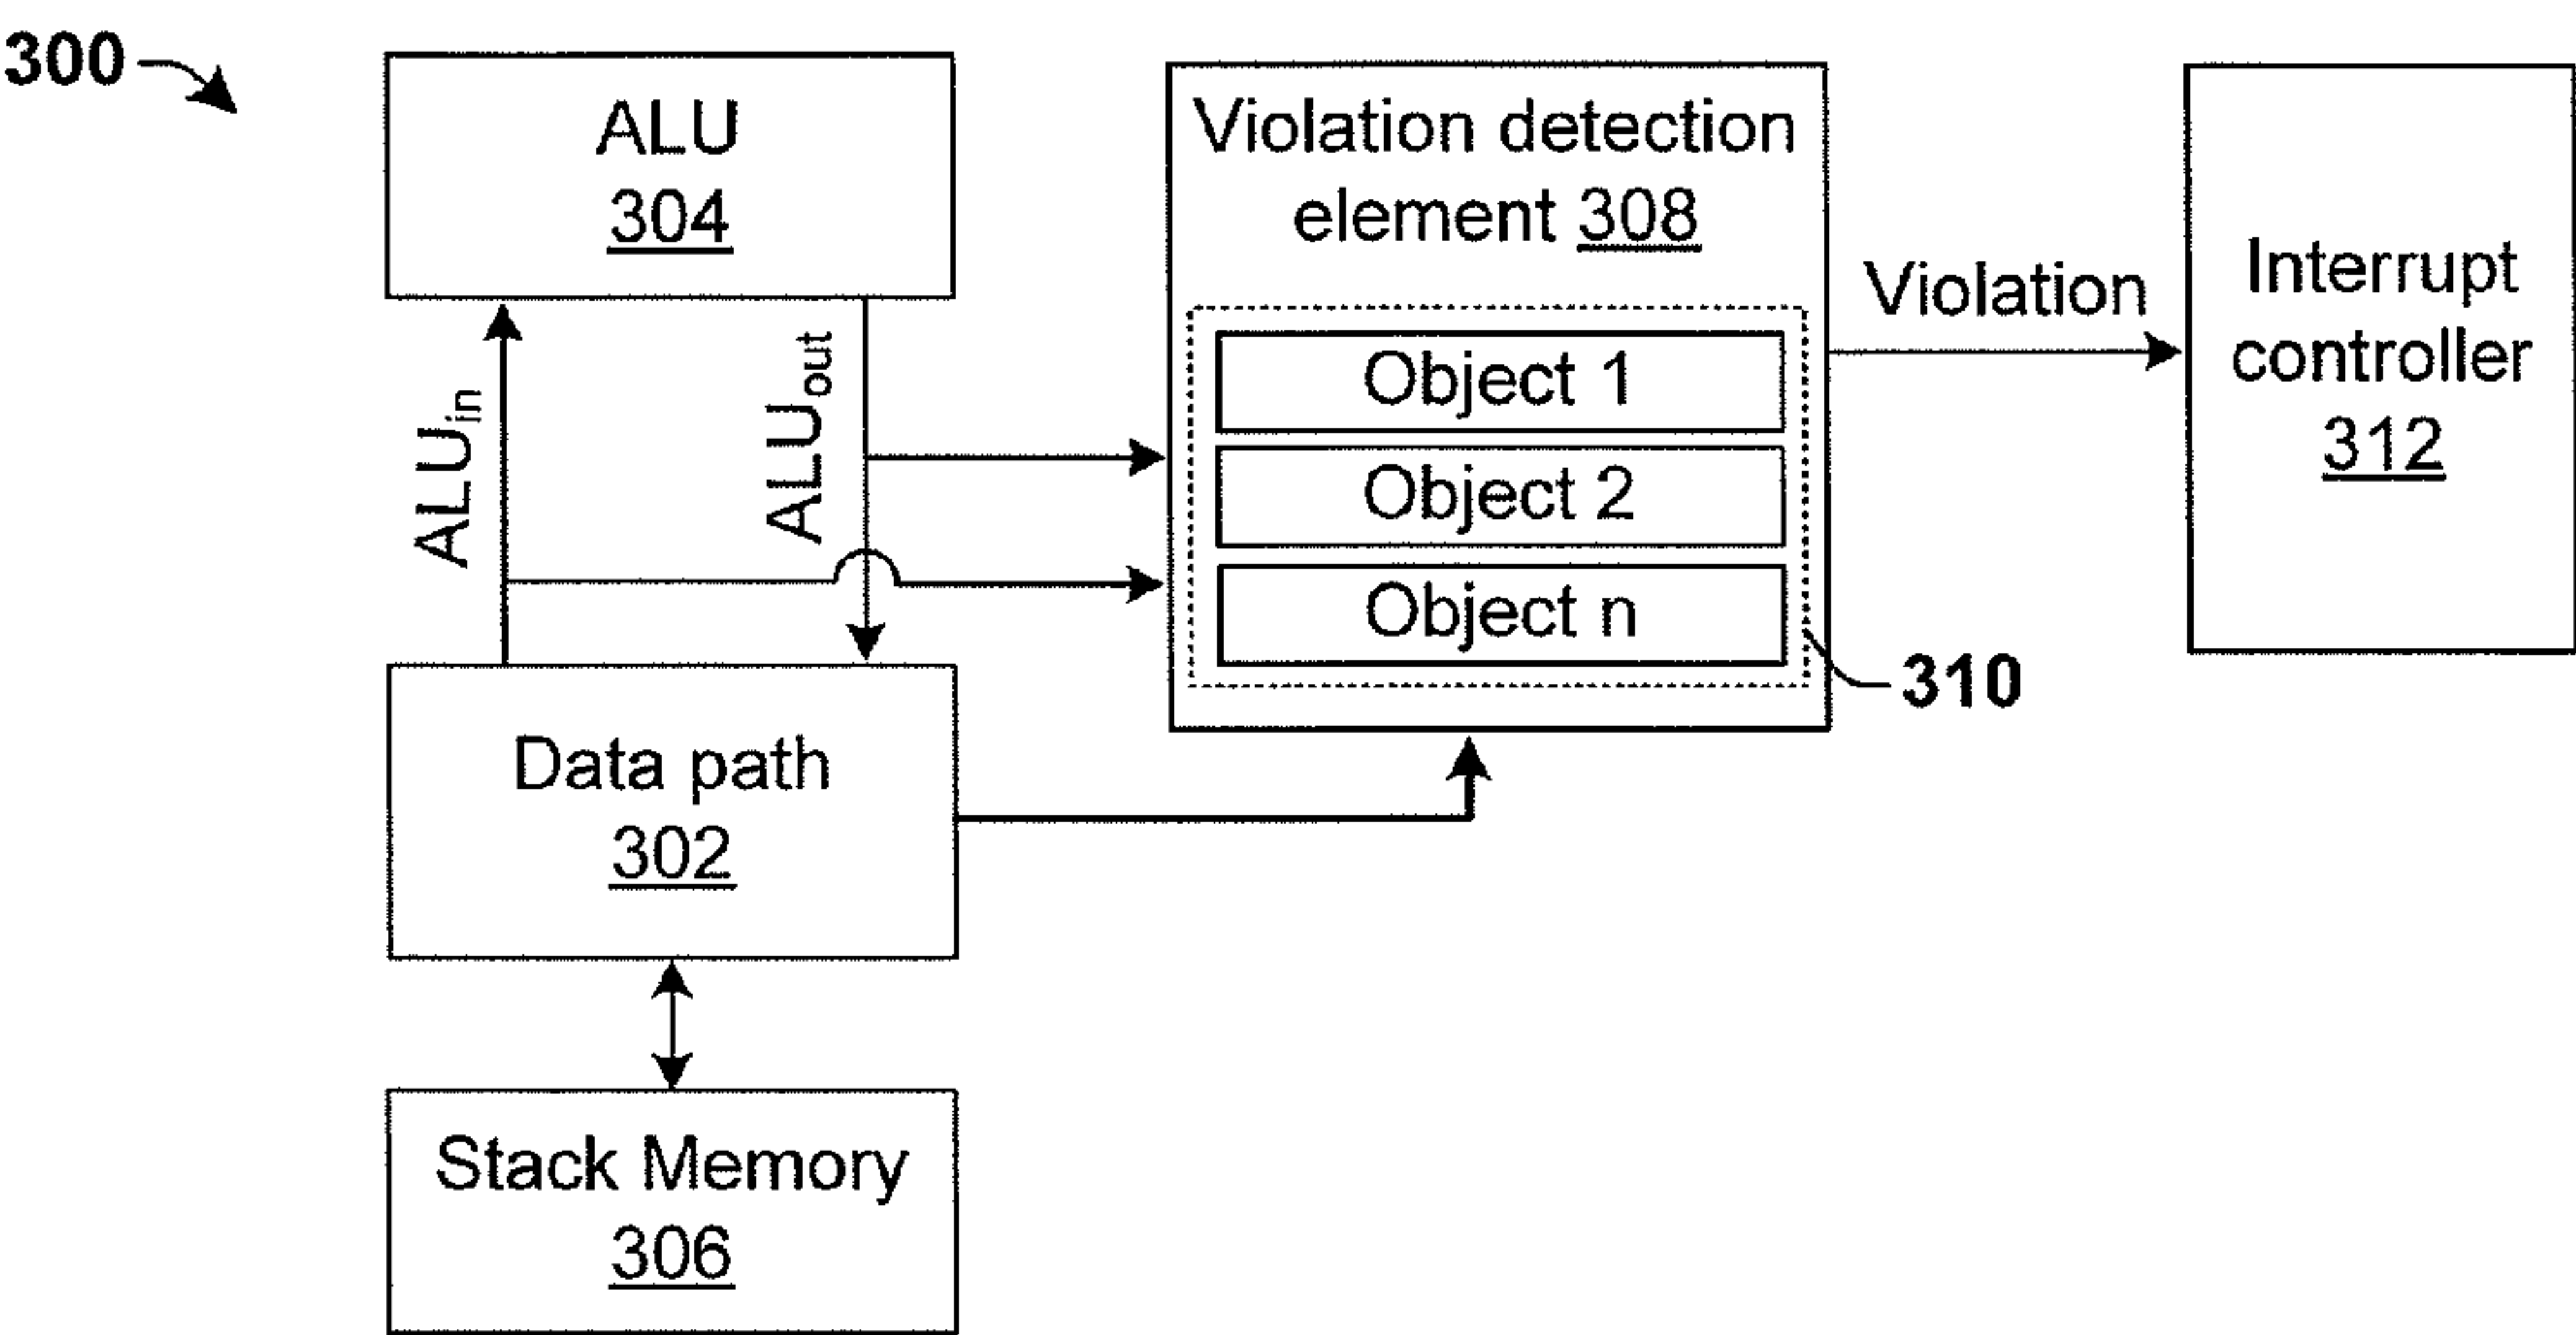 300
ALU
304
ALUin
ALUout
Violation detection
element 308
Object 1
Object 2
Object n
310
Violation
Interrupt
controller
312
Data path
302
Stack Memory
306